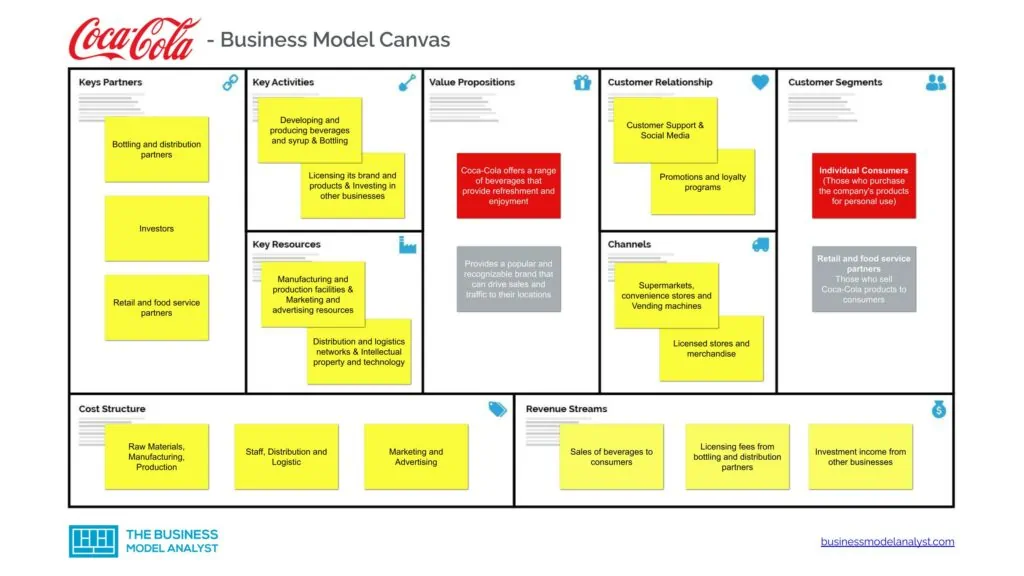 Coca-Cola - Business Model Canvas
Keys Partners
Bottling and distribution
partners
Investors
Retail and food service
partners
Key Activities
Developing and
producing beverages
and syrup & Bottling
Licensing its brand and
products & Investing in
other businesses
Key Resources
Manufacturing and
production facilities &
Marketing and
advertising resources
Distribution and logistics
networks & Intellectual
property and technology
Value Propositions
Coca-Cola offers a range
of beverages that
provide refreshment and
enjoyment
Provides a popular and
recognizable brand that
can drive sales and
traffic to their locations
Customer Relationship
Customer Support &
Social Media
Promotions and loyalty
programs
Channels
Supermarkets,
convenience stores and
Vending machines
Licensed stores and
merchandise
Customer Segments
Individual Consumers
(Those who purchase
the company's products
for personal use)
Retail and food service
partners
Those who sell
Coca-Cola products to
consumers
Cost Structure
Raw Materials,
Manufacturing,
Production
Staff, Distribution and
Logistic
Marketing and
Advertising
Revenue Streams
$
Sales of beverages to
consumers
Licensing fees from
bottling and distribution
partners
Investment income from
other businesses
THE BUSINESS
MODEL ANALYST
businessmodelanalyst.com